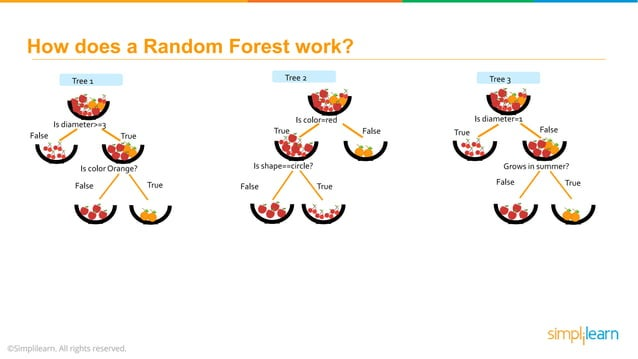 How does a Random Forest work?
Tree 1
Is diameter>=3
False
True
Is color Orange?
False
True
Tree 2
Is color=red
True
False
Is shape==circle?
False
True
Tree 3
Is diameter=1
True
False
Grows in summer?
False
True
©Simplilearn. All rights reserved.
simplilearn